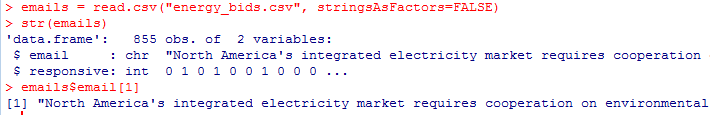 > emails = read.csv("energy_bids.csv", stringsAsFactors=FALSE)
> str(emails)
'data.frame':   855 obs. of  2 variables:
 $ email     : chr  "North America's integrated electricity market requires cooperation
 $ responsive: int  0 1 0 1 0 0 1 0 0 0 ...
> emails$email[1]
[1] "North America's integrated electricity market requires cooperation on environmental